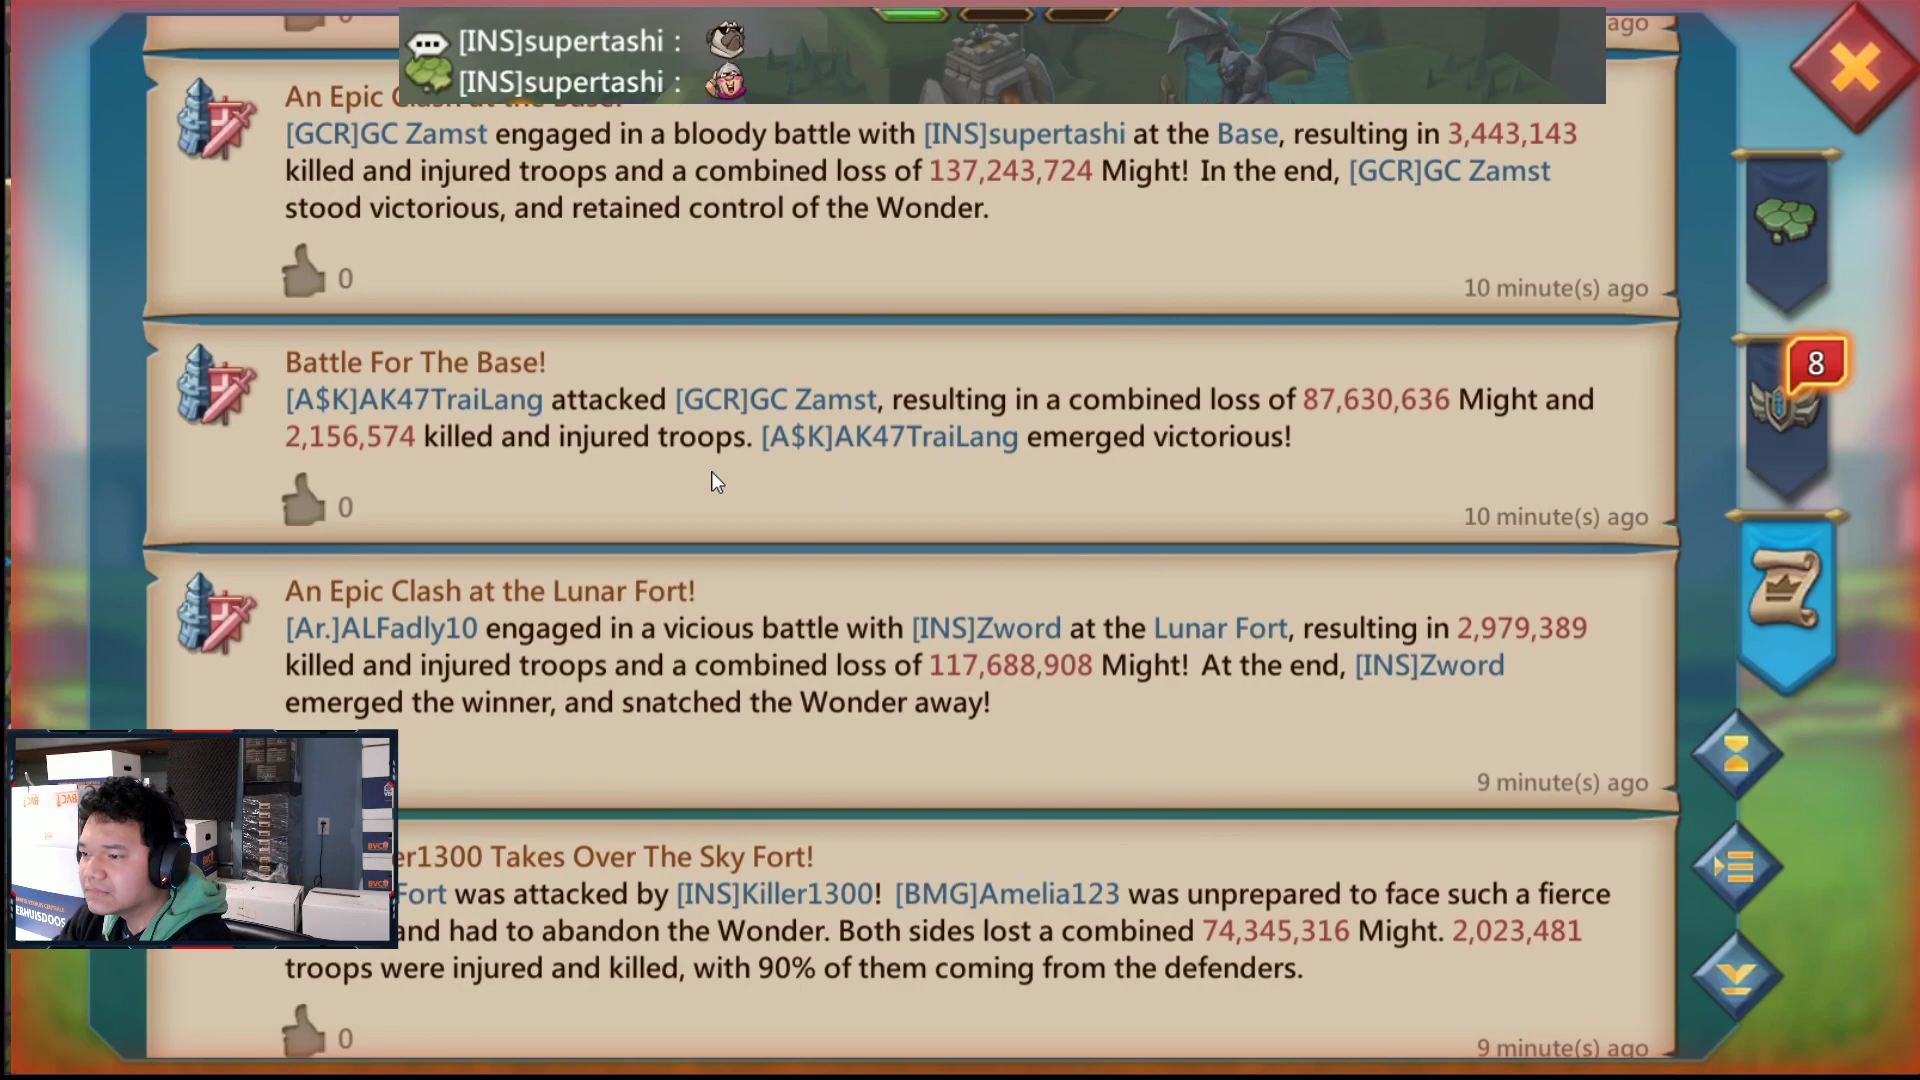 0
ago
[INS]supertashi :
[INS]supertashi :
An Epic Clash at the Base!
[GCR]GC Zamst engaged in a bloody battle with [INS]supertashi at the Base, resulting in 3,443,143
killed and injured troops and a combined loss of 137,243,724 Might! In the end, [GCR]GC Zamst
stood victorious, and retained control of the Wonder.
0
10 minute(s) ago
8
Battle For The Base!
[A$K]AK47TraiLang attacked [GCR]GC Zamst, resulting in a combined loss of 87,630,636 Might and
2,156,574 killed and injured troops. [A$K]AK47TraiLang emerged victorious!
0
10 minute(s) ago
An Epic Clash at the Lunar Fort!
[Ar.]ALFadly10 engaged in a vicious battle with [INS]Zword at the Lunar Fort, resulting in 2,979,389
killed and injured troops and a combined loss of 117,688,908 Might! At the end, [INS]Zword
emerged the winner, and snatched the Wonder away!
9 minute(s) ago
er1300 Takes Over The Sky Fort!
Fort was attacked by [INS]Killer1300! [BMG]Amelia123 was unprepared to face such a fierce
and had to abandon the Wonder. Both sides lost a combined 74,345,316 Might. 2,023,481
troops were injured and killed, with 90% of them coming from the defenders.
0
9 minute(s) ago
BVC
BVC
ERHUISDOOS